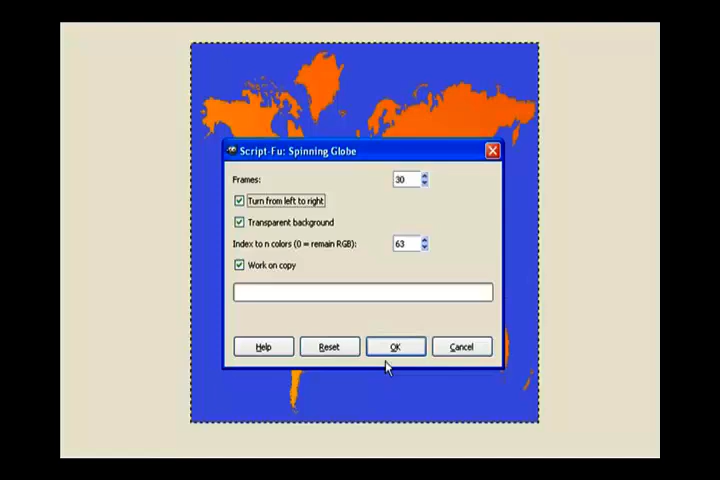 Script-Fu: Spinning Globe
Frames: 30
Turn from left to right
Transparent background
Index to n colors (0 = remain RGB): 63
Work on copy
Help Reset OK Cancel